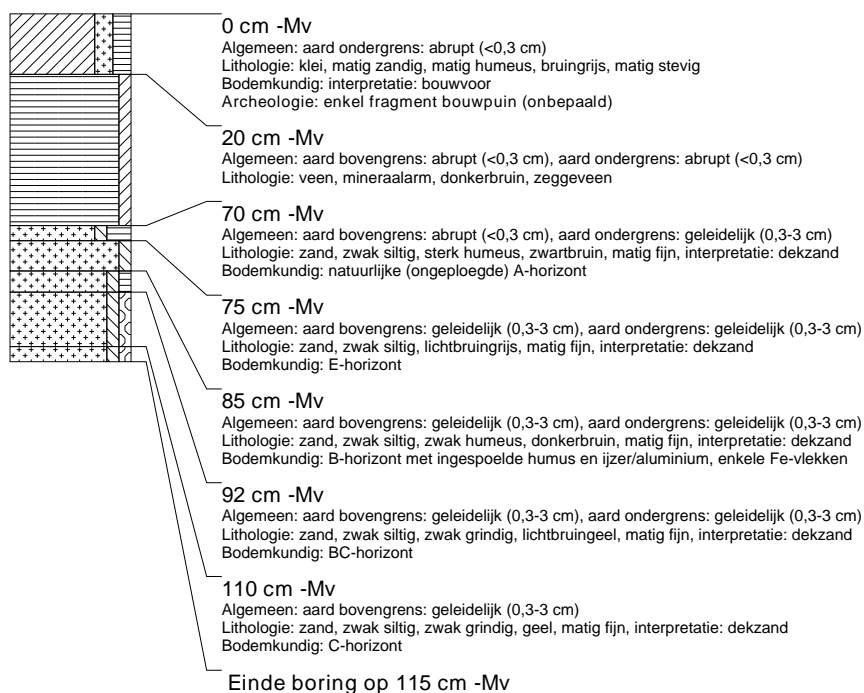 0 cm -Mv
Algemeen: aard ondergrens: abrupt (<0,3 cm)
Lithologie: klei, matig zandig, matig humeus, bruingrijs, matig stevig
Bodemkundig: interpretatie: bouwvoor
Archeologie: enkel fragment bouwpuin (onbepaald)
20 cm -Mv
Algemeen: aard bovengrens: abrupt (<0,3 cm), aard ondergrens: abrupt (<0,3 cm)
Lithologie: veen, mineraalarm, donkerbruin, zeggeveen
70 cm -Mv
Algemeen: aard bovengrens: abrupt (<0,3 cm), aard ondergrens: geleidelijk (0,3-3 cm)
Lithologie: zand, zwak siltig, sterk humeus, zwartbruin, matig fijn, interpretatie: dekzand
Bodemkundig: natuurlijke (ongeploegde) A-horizont
75 cm -Mv
Algemeen: aard bovengrens: geleidelijk (0,3-3 cm), aard ondergrens: geleidelijk (0,3-3 cm)
Lithologie: zand, zwak siltig, lichtbruingrijs, matig fijn, interpretatie: dekzand
Bodemkundig: E-horizont
85 cm -Mv
Algemeen: aard bovengrens: geleidelijk (0,3-3 cm), aard ondergrens: geleidelijk (0,3-3 cm)
Lithologie: zand, zwak siltig, zwak humeus, donkerbruin, matig fijn, interpretatie: dekzand
Bodemkundig: B-horizont met ingespoelde humus en ijzer/aluminium, enkele Fe-vlekken
92 cm -Mv
Algemeen: aard bovengrens: geleidelijk (0,3-3 cm), aard ondergrens: geleidelijk (0,3-3 cm)
Lithologie: zand, zwak siltig, zwak grindig, lichtbruingeel, matig fijn, interpretatie: dekzand
Bodemkundig: BC-horizont
110 cm -Mv
Algemeen: aard bovengrens: geleidelijk (0,3-3 cm)
Lithologie: zand, zwak siltig, zwak grindig, geel, matig fijn, interpretatie: dekzand
Bodemkundig: C-horizont
Einde boring op 115 cm -Mv